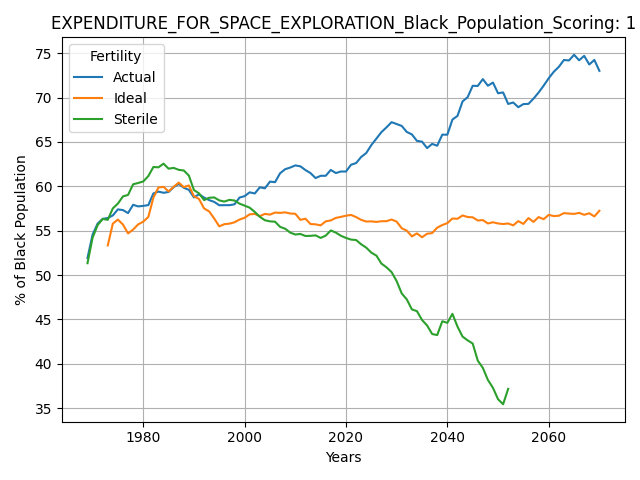 EXPENDITURE_FOR_SPACE_EXPLORATION_Black_Population_Scoring: 1
Fertility
Actual
Ideal
Sterile
75
70
65
60
55
50
45
40
35
% of Black Population
1980
2000
2020
2040
2060
Years